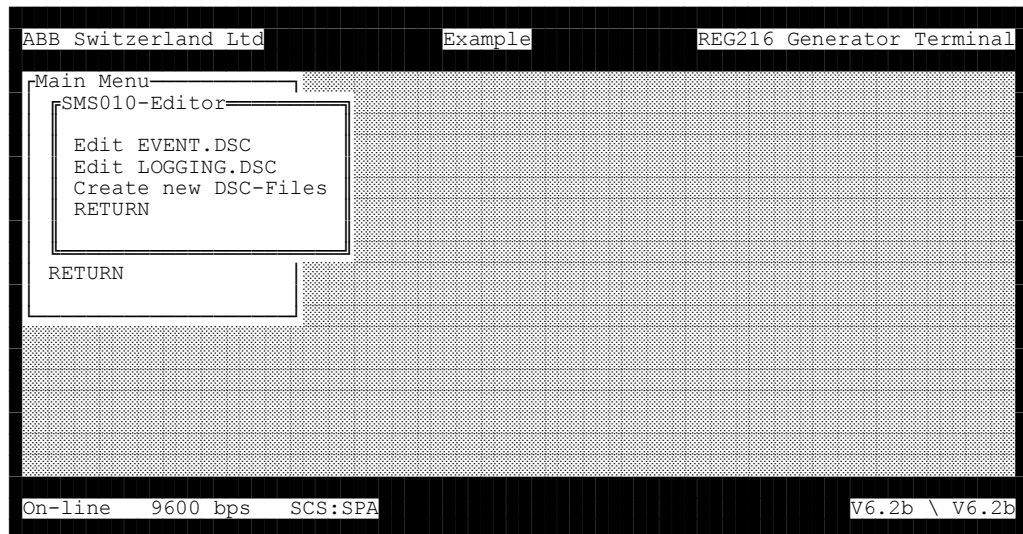 ABB Switzerland Ltd Example REG216 Generator Terminal
Main Menu
SMS010-Editor
Edit EVENT.DSC
Edit LOGGING.DSC
Create new DSC-Files
RETURN
RETURN
On-line 9600 bps SCS:SPA V6.2b \ V6.2b